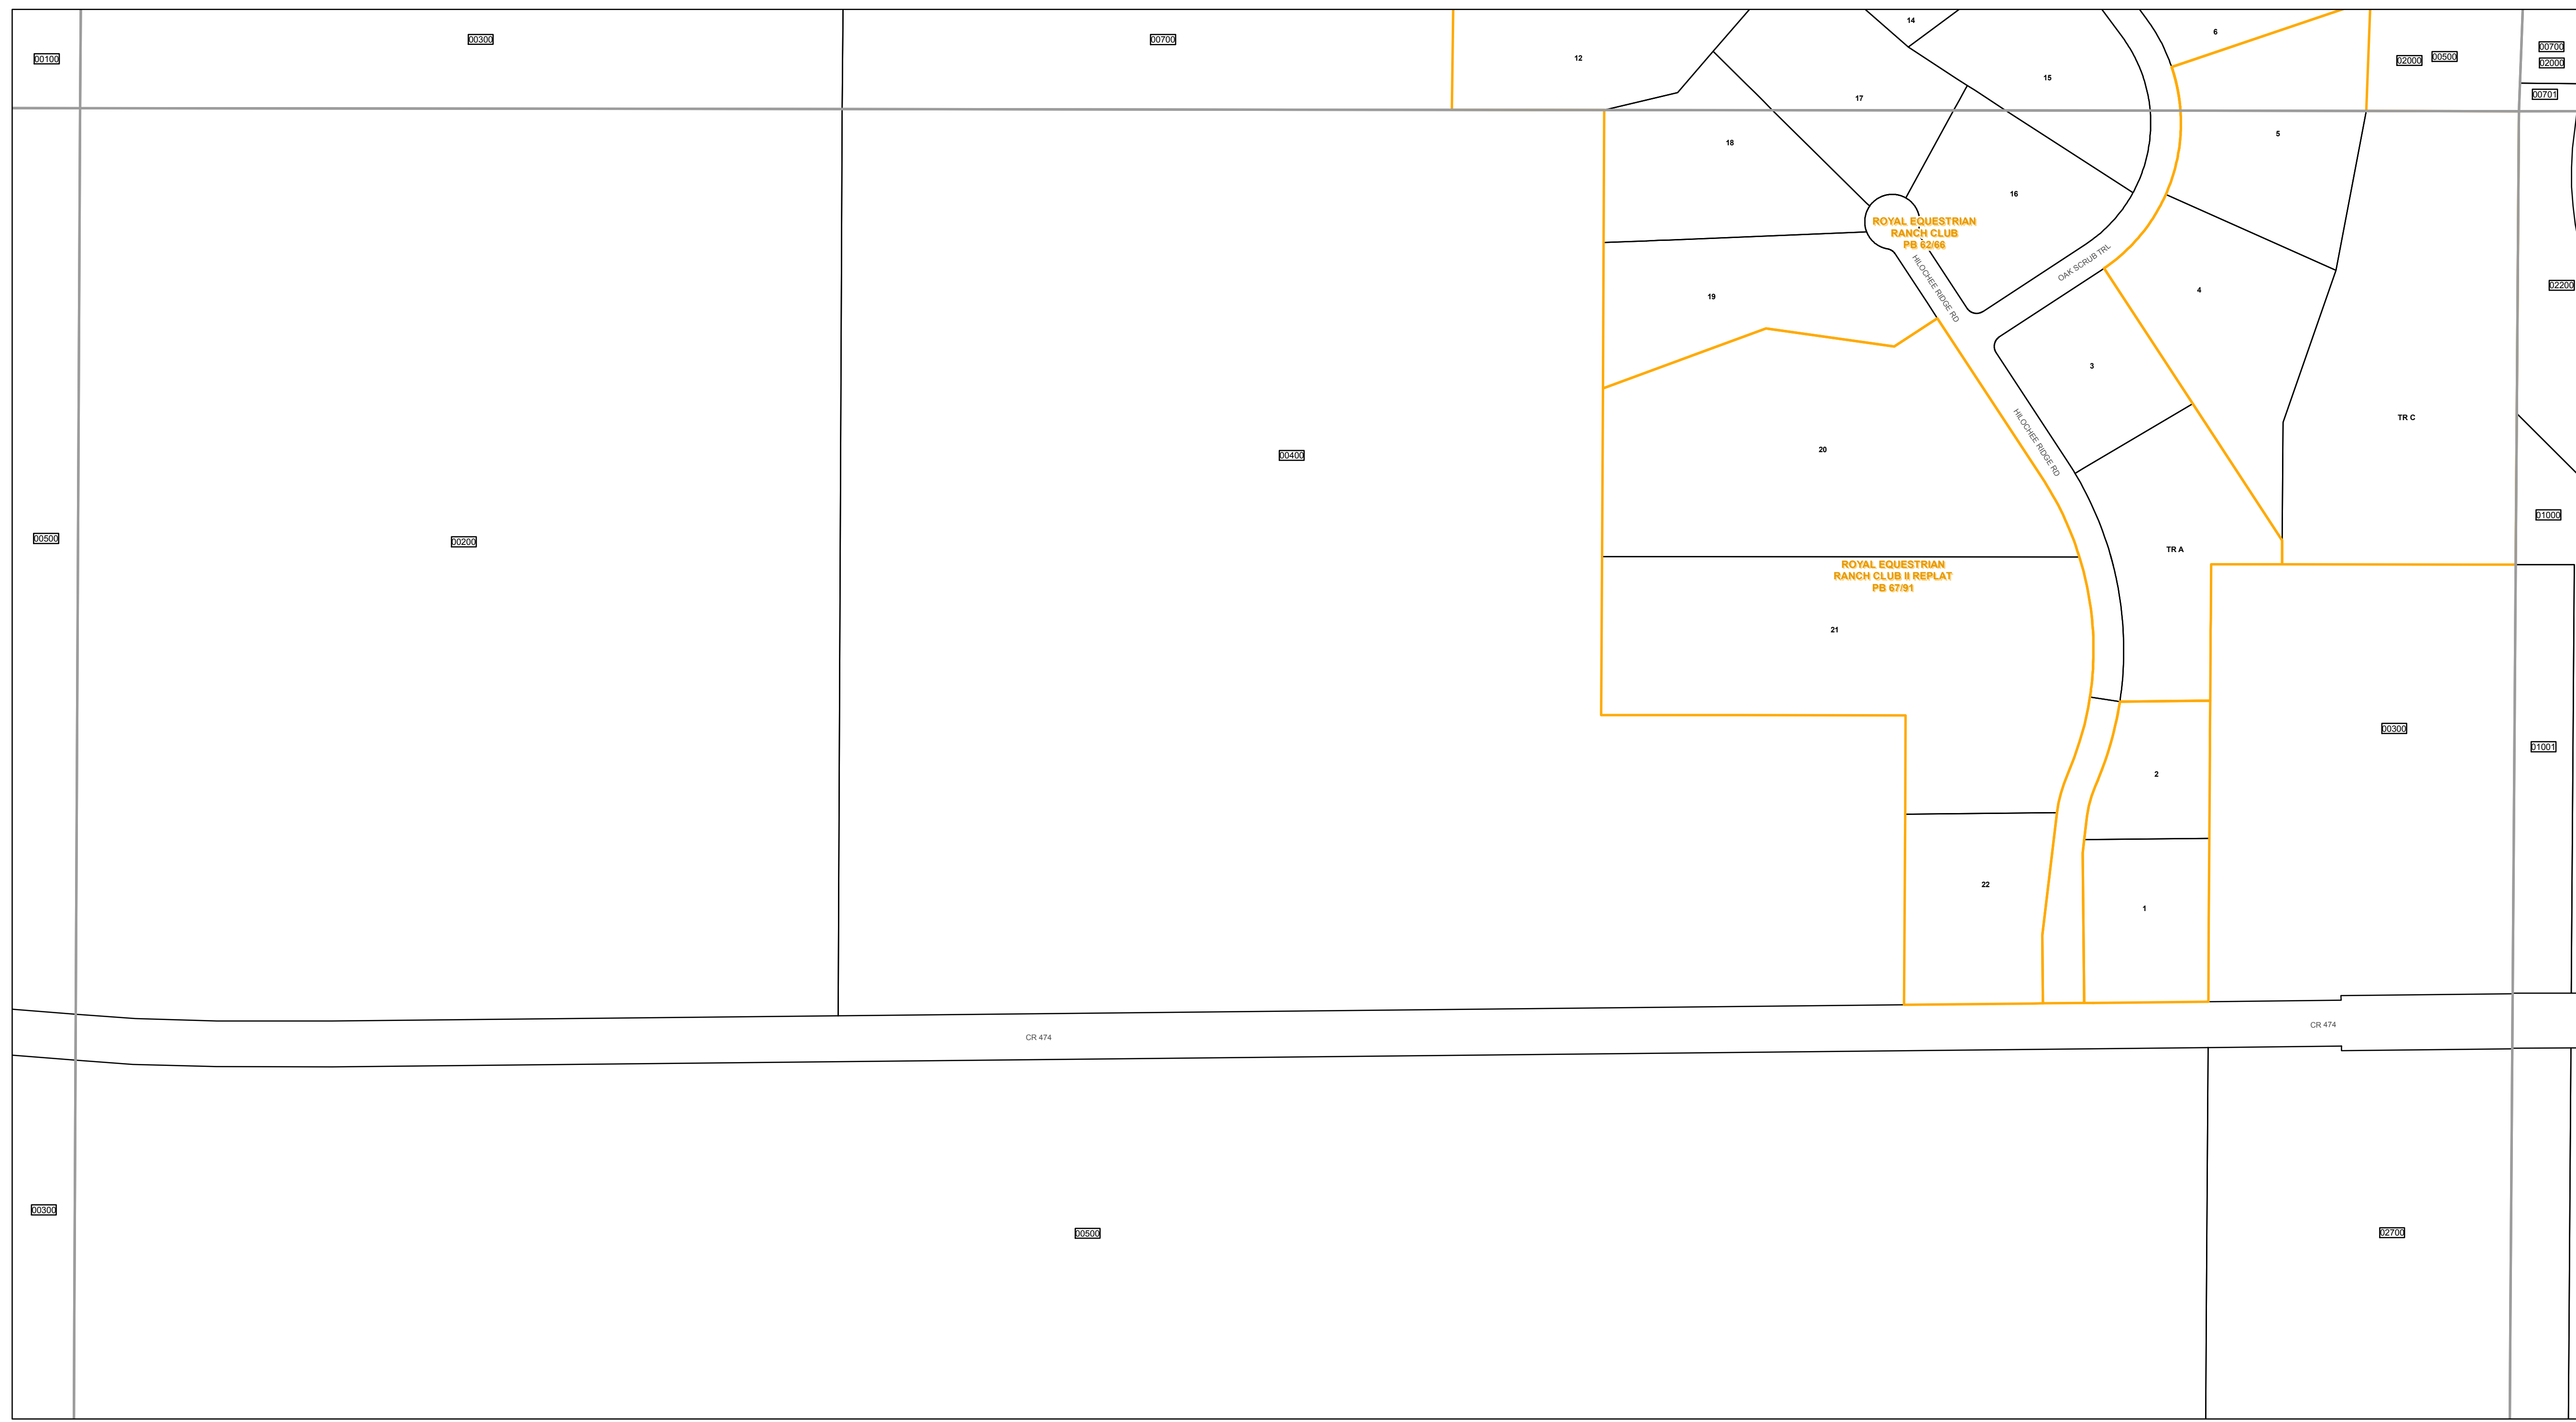 14
6
00300
00700
00700
02000
00500
02000
00100
12
15
17
00701
5
18
16
ROYAL EQUESTRIAN
RANCH CLUB
PB 62/66
OAK SCRUB TRL
HILOCHEE RIDGE RD
02200
4
19
3
TR C
HILOCHEE RIDGE RD
20
00400
01000
00500
00200
TR A
ROYAL EQUESTRIAN
RANCH CLUB II REPLAT
PB 67/91
21
00300
01001
2
22
1
CR 474
CR 474
00300
00500
02700